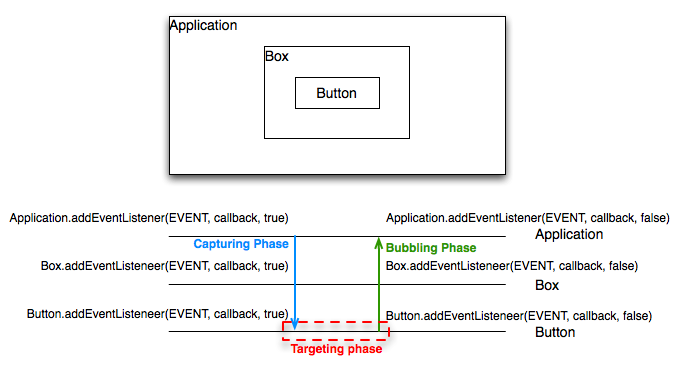 Application
Box
Button
Application.addEventListener(EVENT, callback, true)
Application.addEventListener(EVENT, callback, false)
Application
Capturing Phase
Bubbling Phase
Box.addEventListeneer(EVENT, callback, true)
Box.addEventListeneer(EVENT, callback, false)
Box
Button.addEventListeneer(EVENT, callback, true)
Button.addEventListeneer(EVENT, callback, false)
Button
Targeting phase